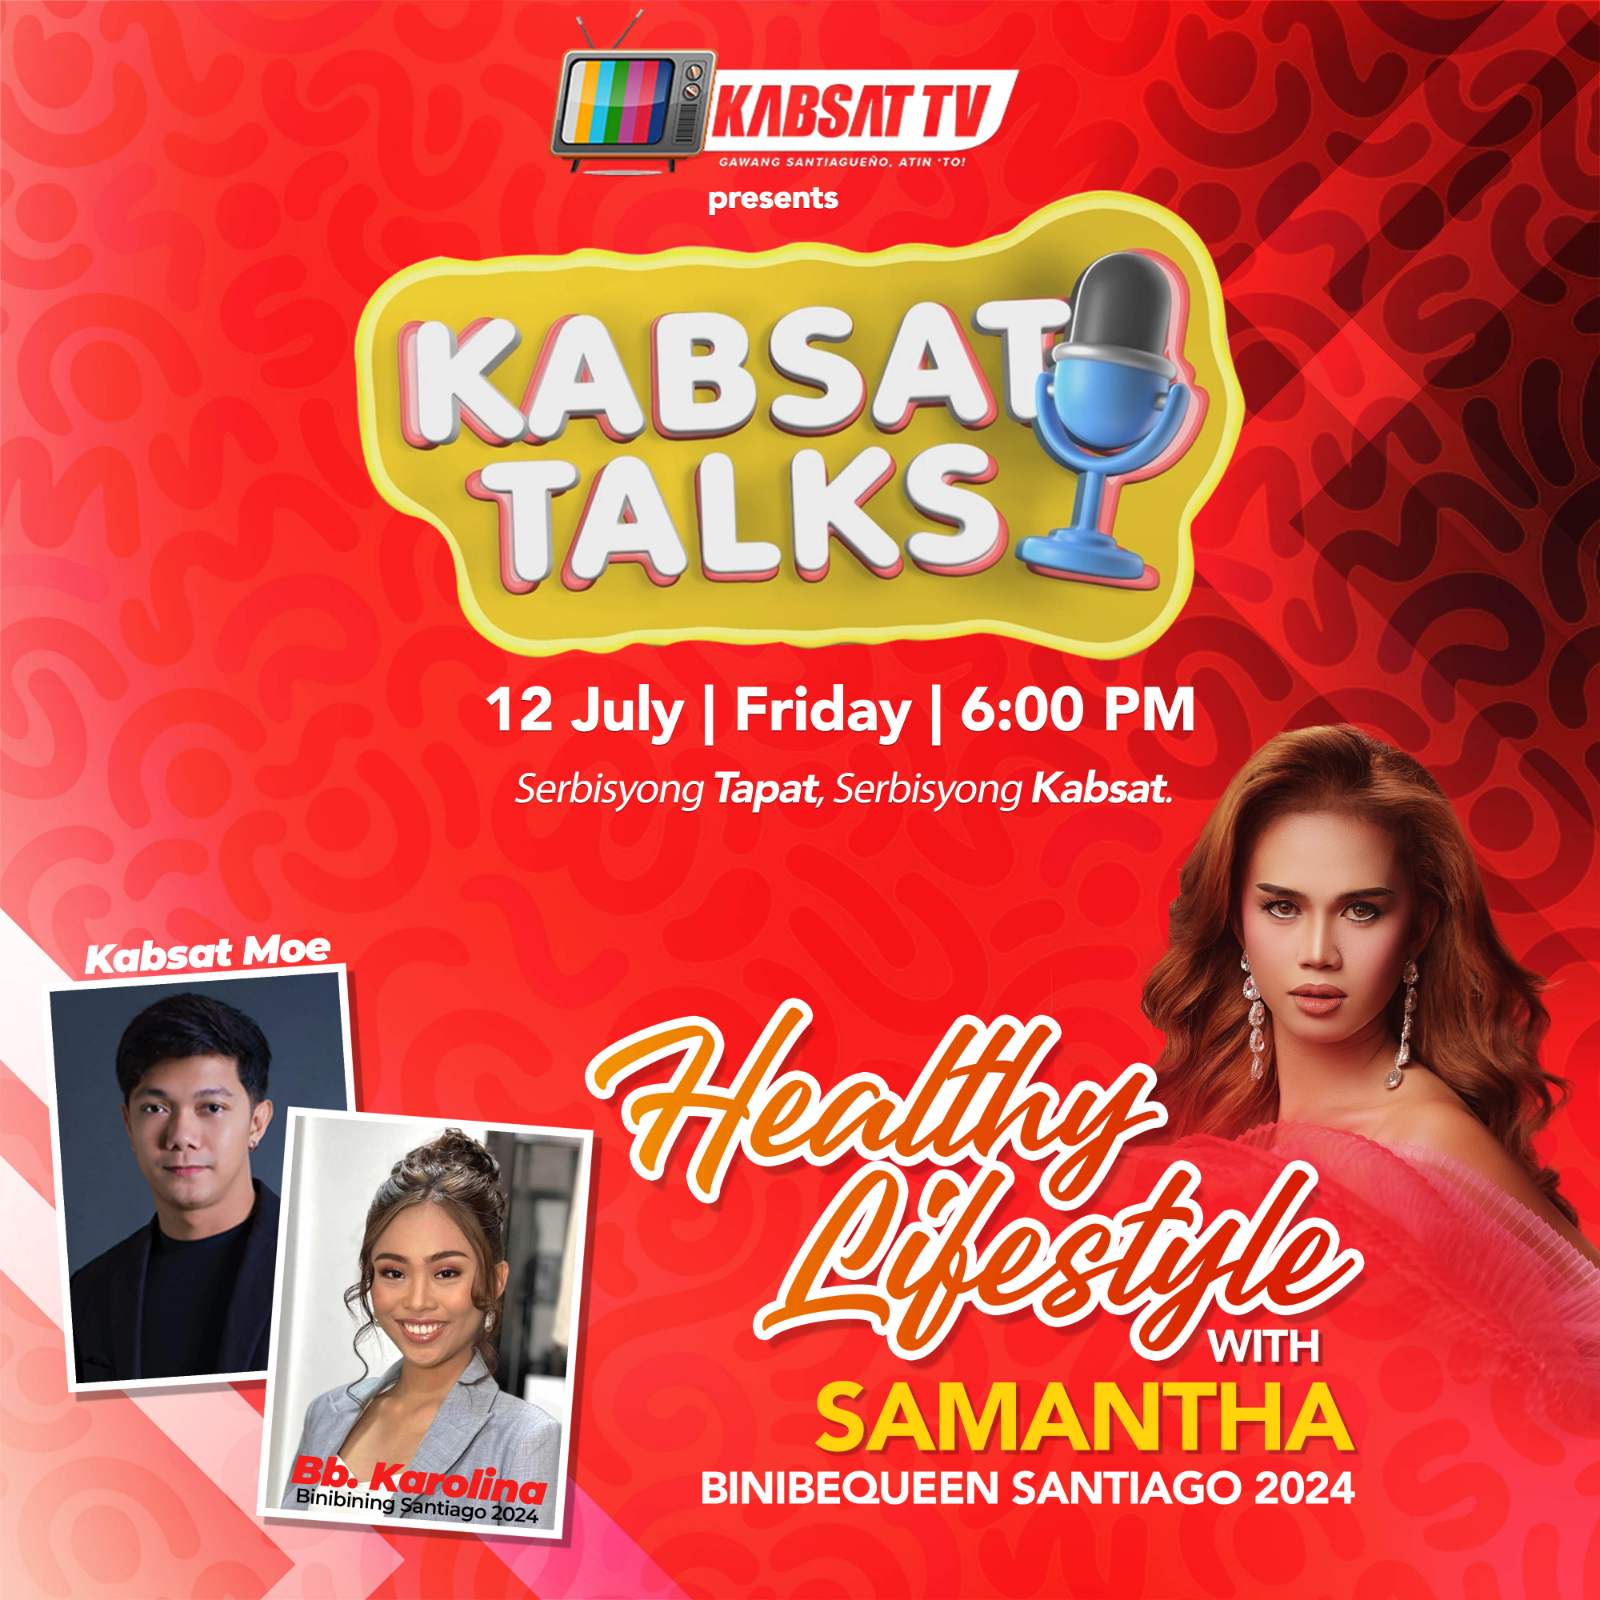 KABSAT TV
GAWANG SANTIAGUEÑO, ATIN 'TO!
presents
KABSAT
TALKS
12 July | Friday | 6:00 PM
Serbisyong Tapat, Serbisyong Kabsat.
Kabsat Moe
Bb. Karolina
Binibining Santiago 2024
Healthy
Lifestyle
WITH
SAMANTHA
BINIBEQUEEN SANTIAGO 2024